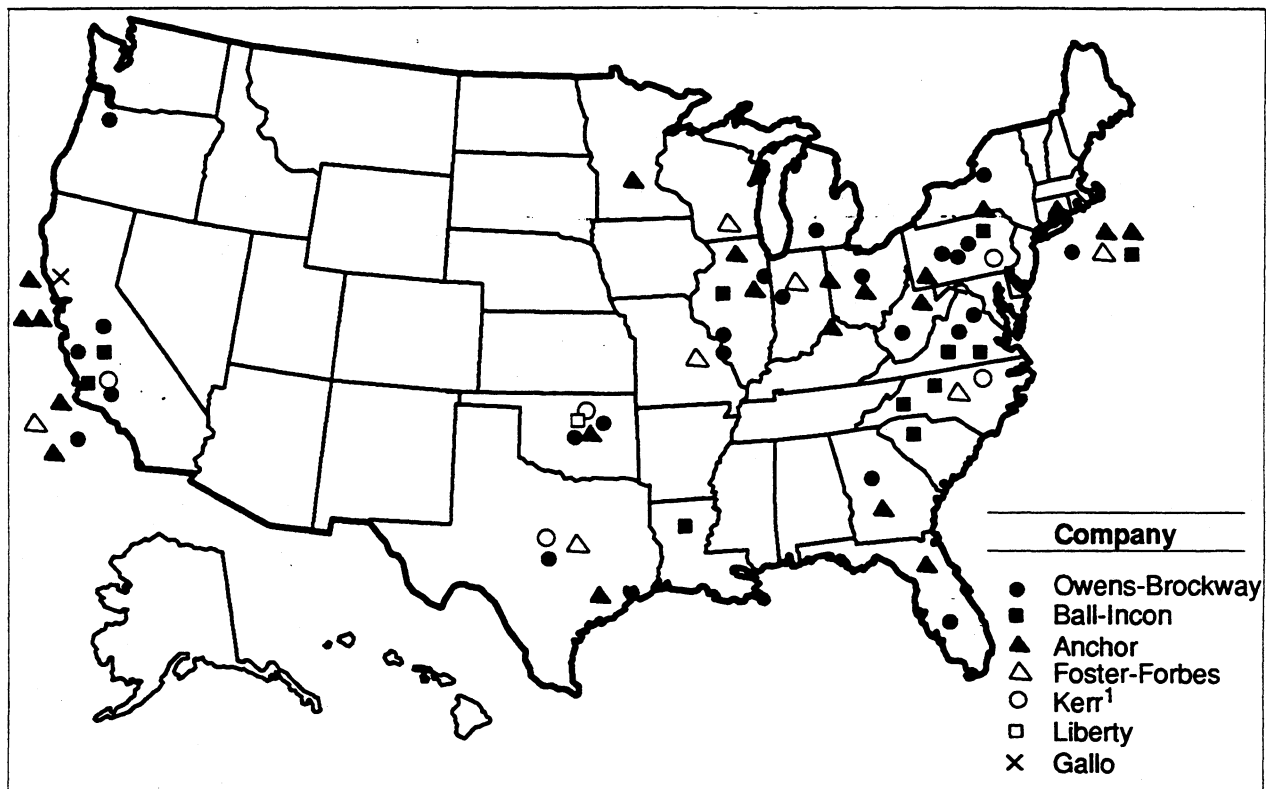 Company
Owens-Brockway
Ball-Incon
Anchor
Foster-Forbes
Kerr¹
Liberty
Gallo